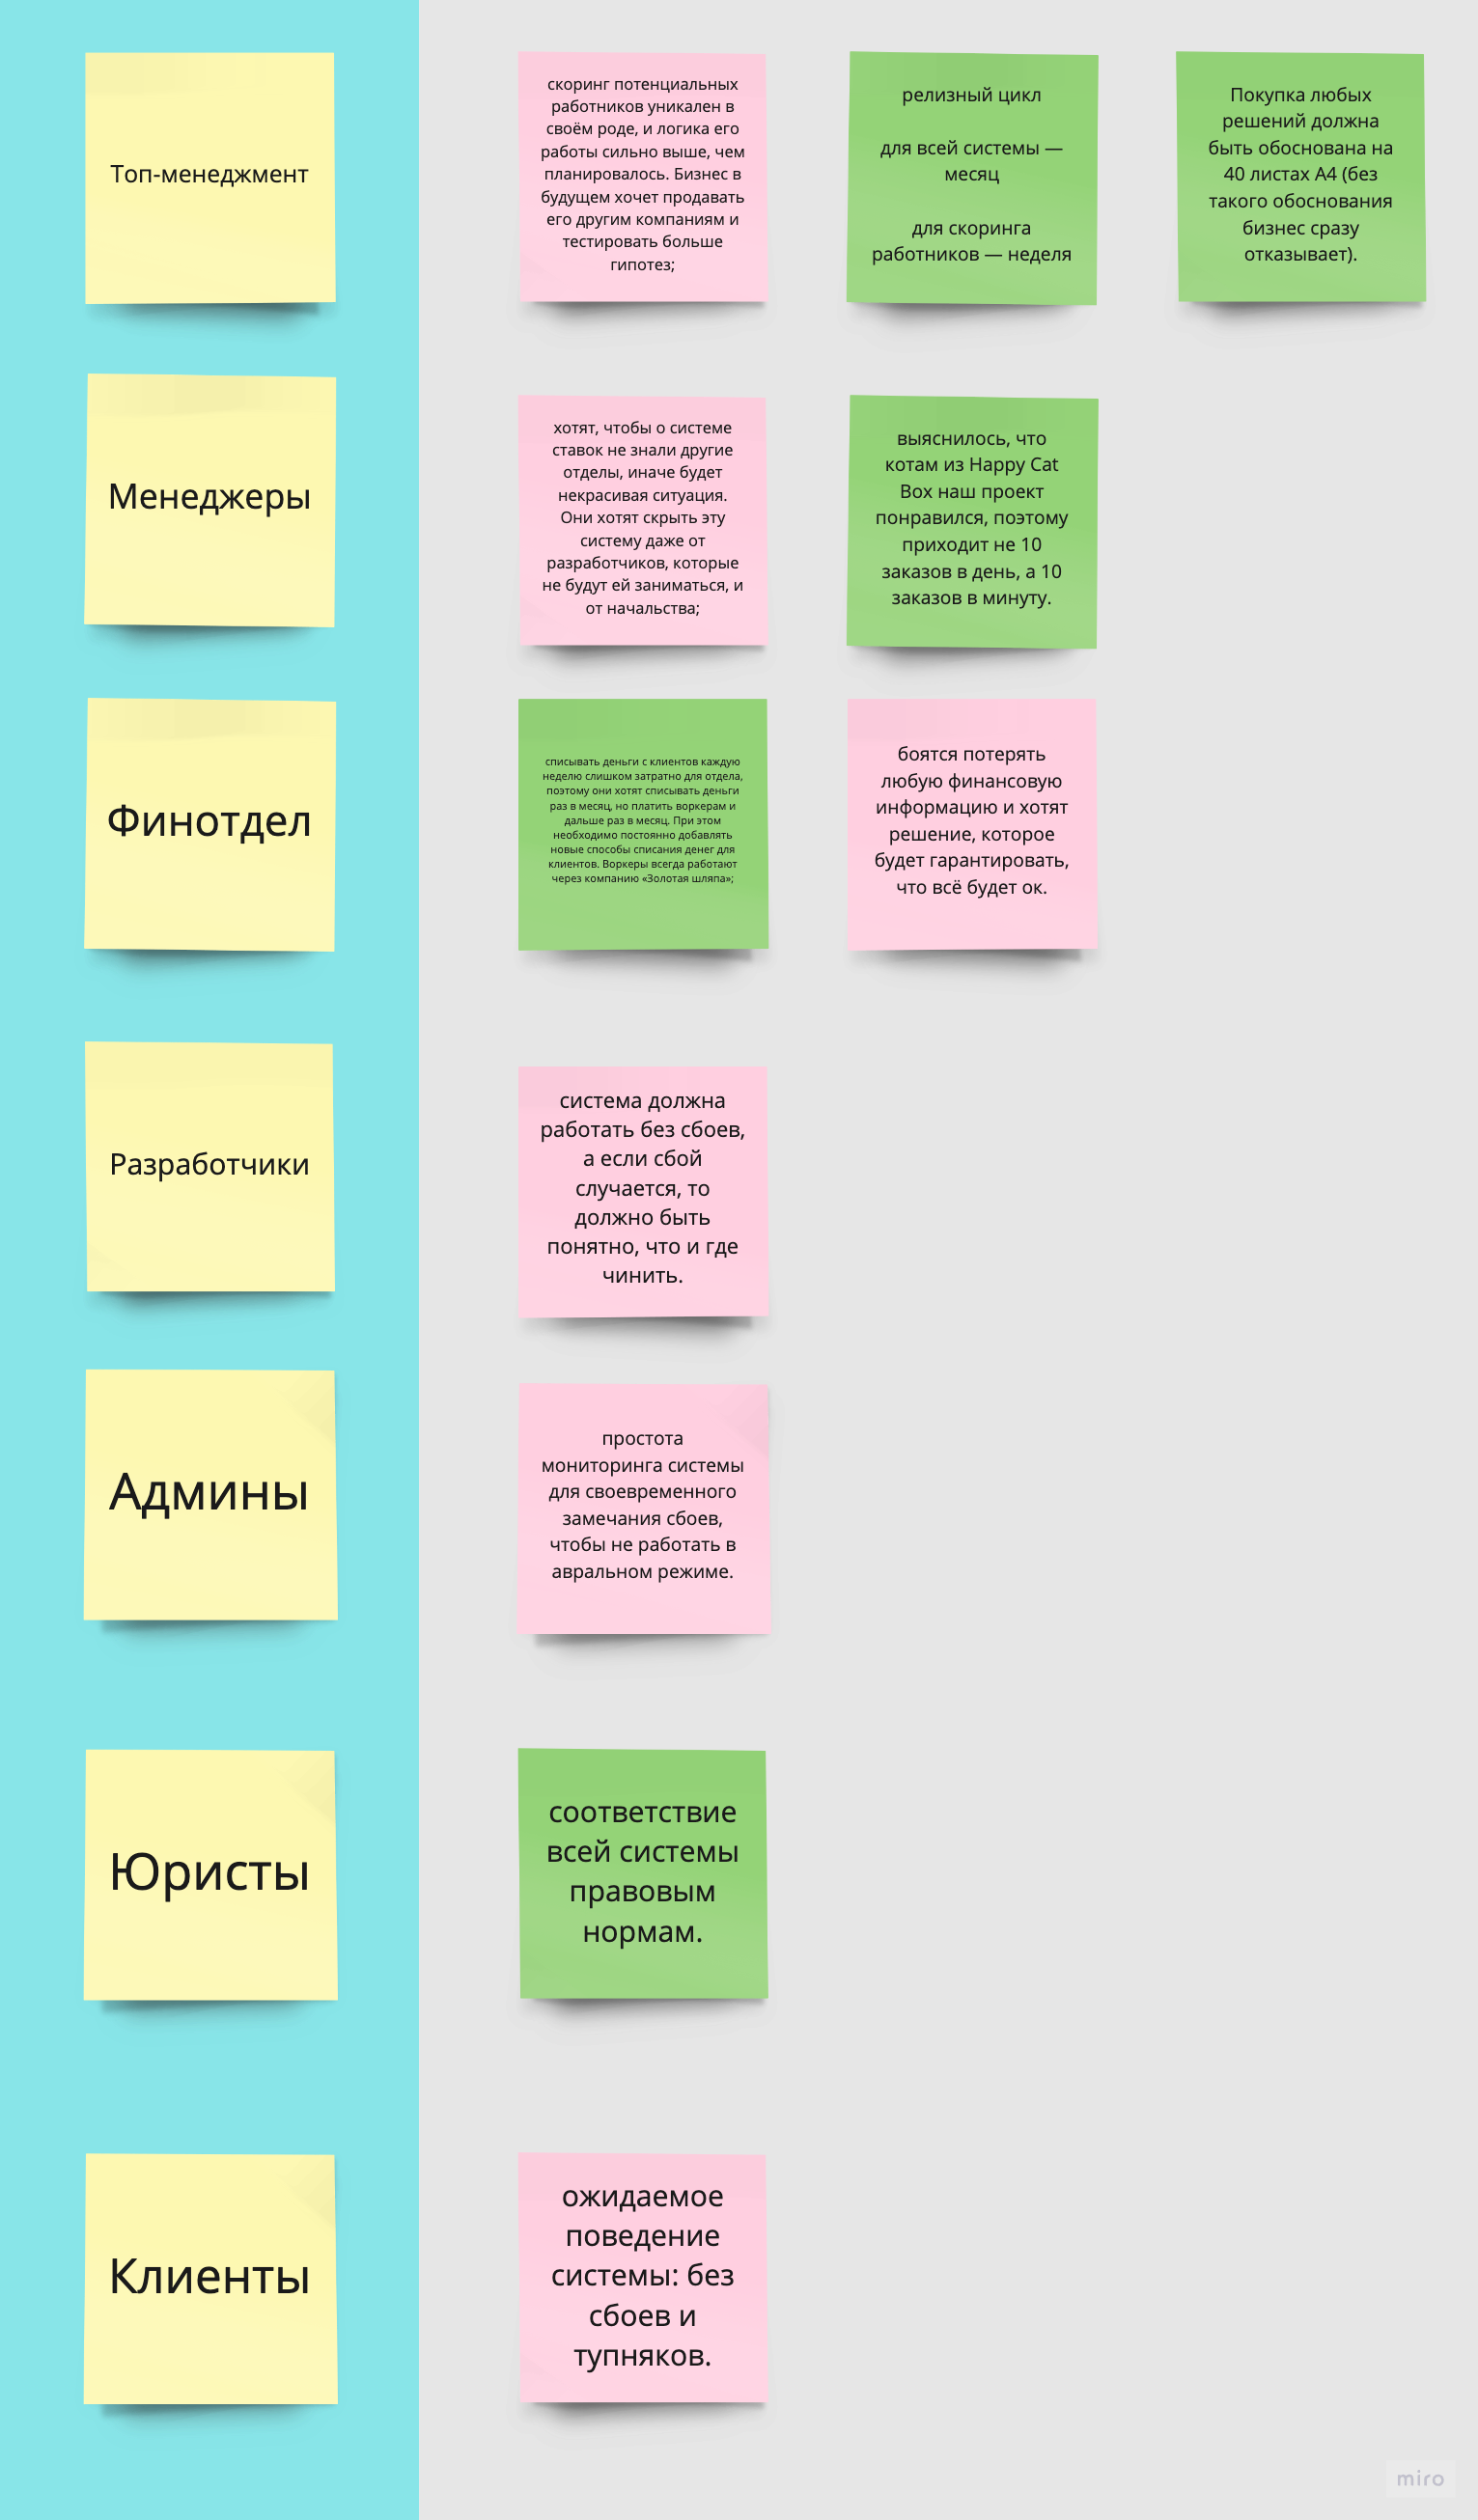 Топ-менеджмент
скоринг потенциальных
работников уникален в
своём роде, и логика его
работы сильно выше, чем
планировалось. Бизнес в
будущем хочет продавать
его другим компаниям и
тестировать больше
гипотез;
релизный цикл
для всей системы —
месяц
для скоринга
работников — неделя
Покупка любых
решений должна
быть обоснована на
40 листах А4 (без
такого обоснования
бизнес сразу
отказывает).
Менеджеры
хотят, чтобы о системе
ставок не знали другие
отделы, иначе будет
некрасивая ситуация.
Они хотят скрыть эту
систему даже от
разработчиков, которые
не будут ей заниматься, и
от начальства;
выяснилось, что
котам из Happy Cat
Box наш проект
понравился, поэтому
приходит не 10
заказов в день, а 10
заказов в минуту.
Финотдел
списывать деньги с клиентов каждую
неделю слишком затратно для отдела,
поэтому они хотят списывать деньги
раз в месяц, но платить воркерам и
дальше раз в месяц. При этом
необходимо постоянно добавлять
новые способы списания денег для
клиентов. Воркеры всегда работают
через компанию «Золотая шляпа»;
боятся потерять
любую финансовую
информацию и хотят
решение, которое
будет гарантировать,
что всё будет ок.
Разработчики
система должна
работать без сбоев,
а если сбой
случается, то
должно быть
понятно, что и где
чинить.
Админы
простота
мониторинга системы
для своевременного
замечания сбоев,
чтобы не работать в
авральном режиме.
Юристы
соответствие
всей системы
правовым
нормам.
Клиенты
ожидаемое
поведение
системы: без
сбоев и
тупняков.
miro